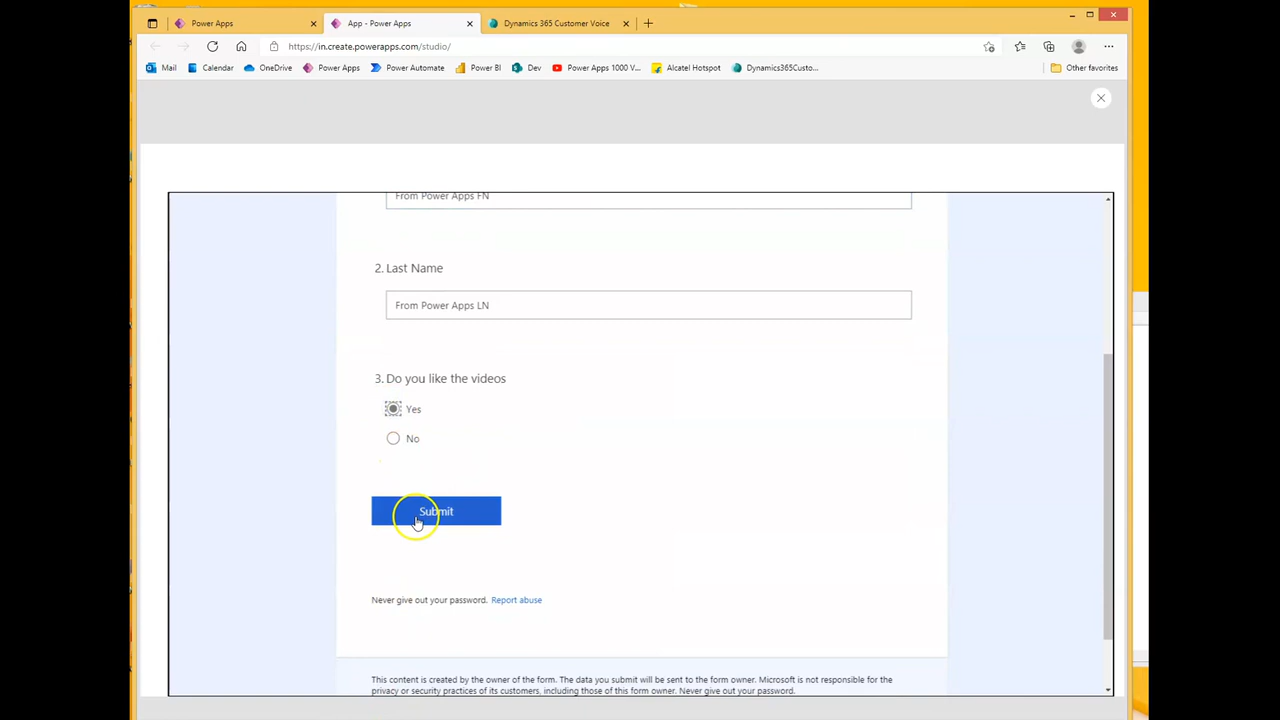 Power Apps
App - Power Apps
Dynamics 365 Customer Voice
https://in.create.powerapps.com/studio/
Mail
Calendar
OneDrive
Power Apps
Power Automate
Power BI
Dev
Power Apps 1000 V...
Alcatel Hotspot
Dynamics365Custo...
Other favorites
From Power Apps FN
2. Last Name
From Power Apps LN
3. Do you like the videos
Yes
No
Submit
Never give out your password. Report abuse
This content is created by the owner of the form. The data you submit will be sent to the form owner. Microsoft is not responsible for the
privacy or security practices of its customers, including those of this form owner. Never give out your password.